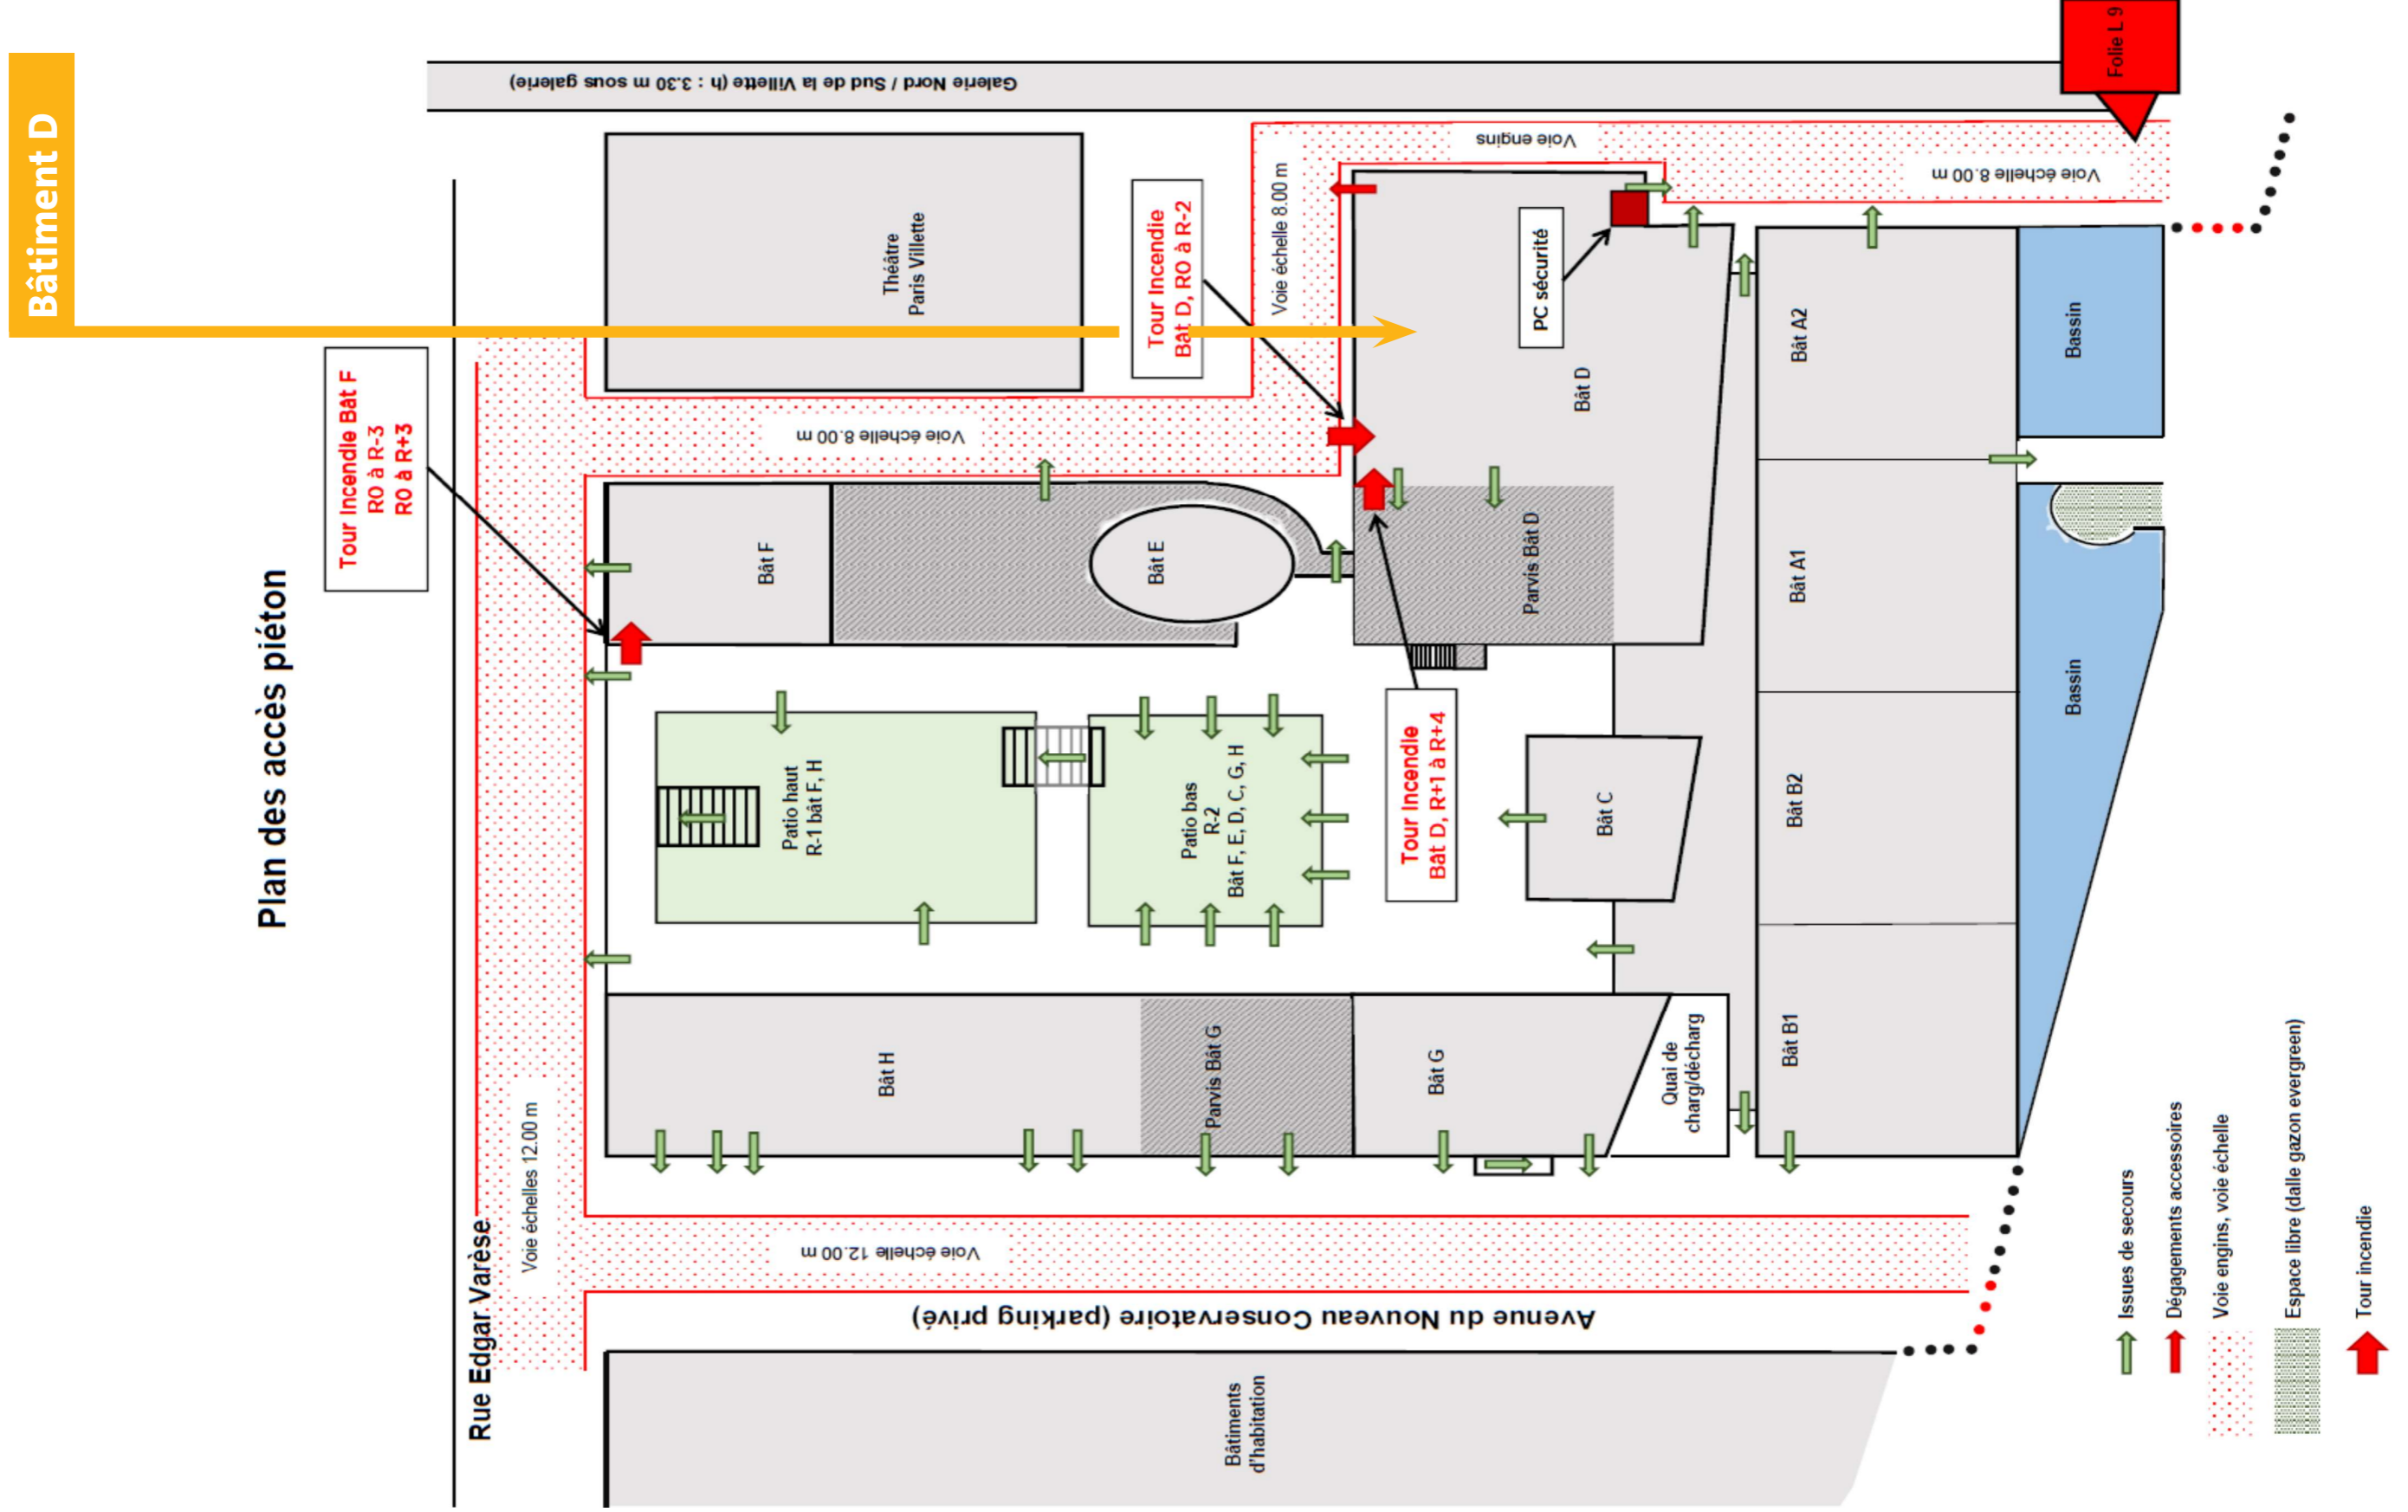 Bâtiment D
Plan des accès piéton
Galerie Nord / Sud de la Villette (h : 3.30 m sous galerie)
Folie L 9
Voie engins
Voie échelle 8.00 m
Voie échelle 8.00 m
Théâtre
Paris Villette
Tour Incendie
Bât D, R0 à R-2
PC sécurité
Tour Incendie Bât F
R0 à R-3
R0 à R+3
Voie échelle 8.00 m
Bât D
Bât A2
Bassin
Bât F
Bât E
Parvis Bât D
Bât A1
Bassin
Patio haut
R-1 bât F, H
Patio bas
R-2
Bât F, E, D, C, G, H
Tour Incendie
Bât D, R+1 à R+4
Bât C
Bât B2
Bât H
Parvis Bât G
Bât G
Quai de
charg/décharg
Bât B1
Voie échelles 12.00 m
Rue Edgar Varèse
Voie échelle 12.00 m
Avenue du Nouveau Conservatoire (parking privé)
Bâtiments
d'habitation
Issues de secours
Dégagements accessoires
Voie engins, voie échelle
Espace libre (dalle gazon evergreen)
Tour incendie